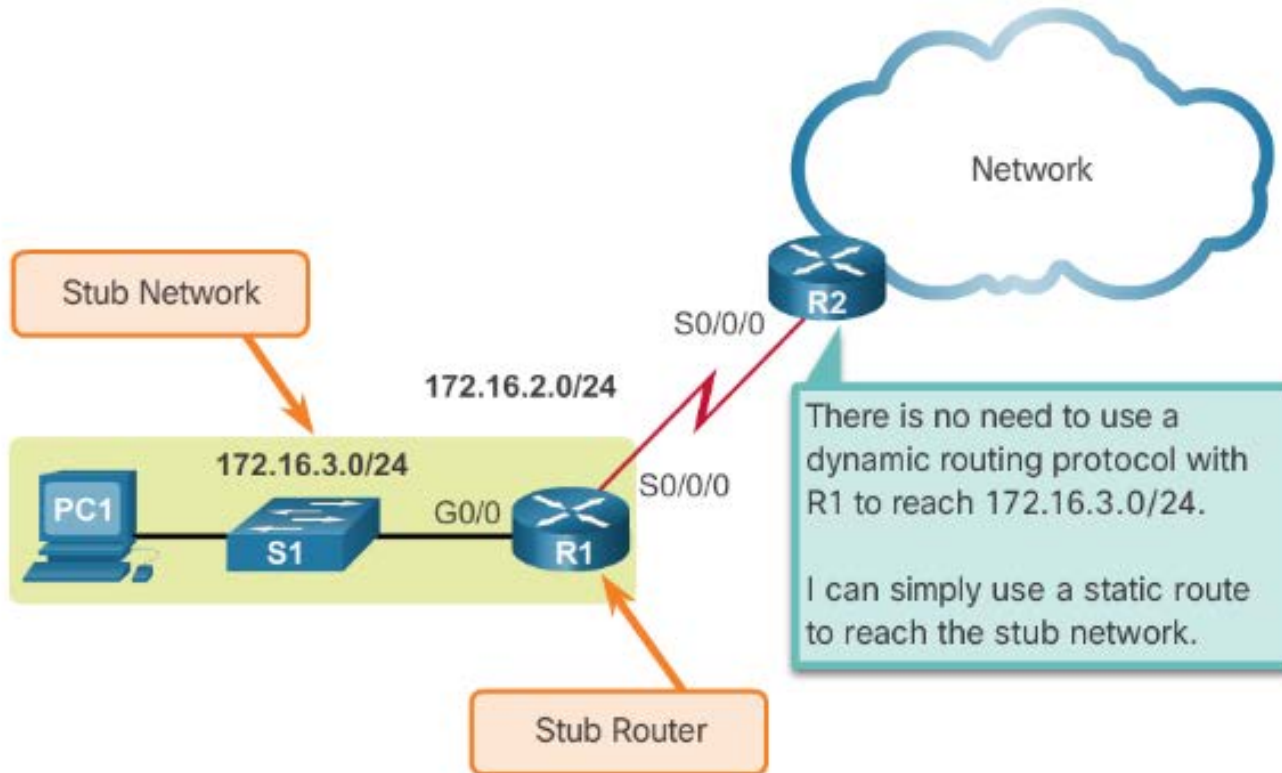 Network
Stub Network
R2
S0/0/0
172.16.2.0/24
There is no need to use a
dynamic routing protocol with
R1 to reach 172.16.3.0/24.
I can simply use a static route
to reach the stub network.
172.16.3.0/24
S0/0/0
PC1
G0/0
S1
R1
Stub Router